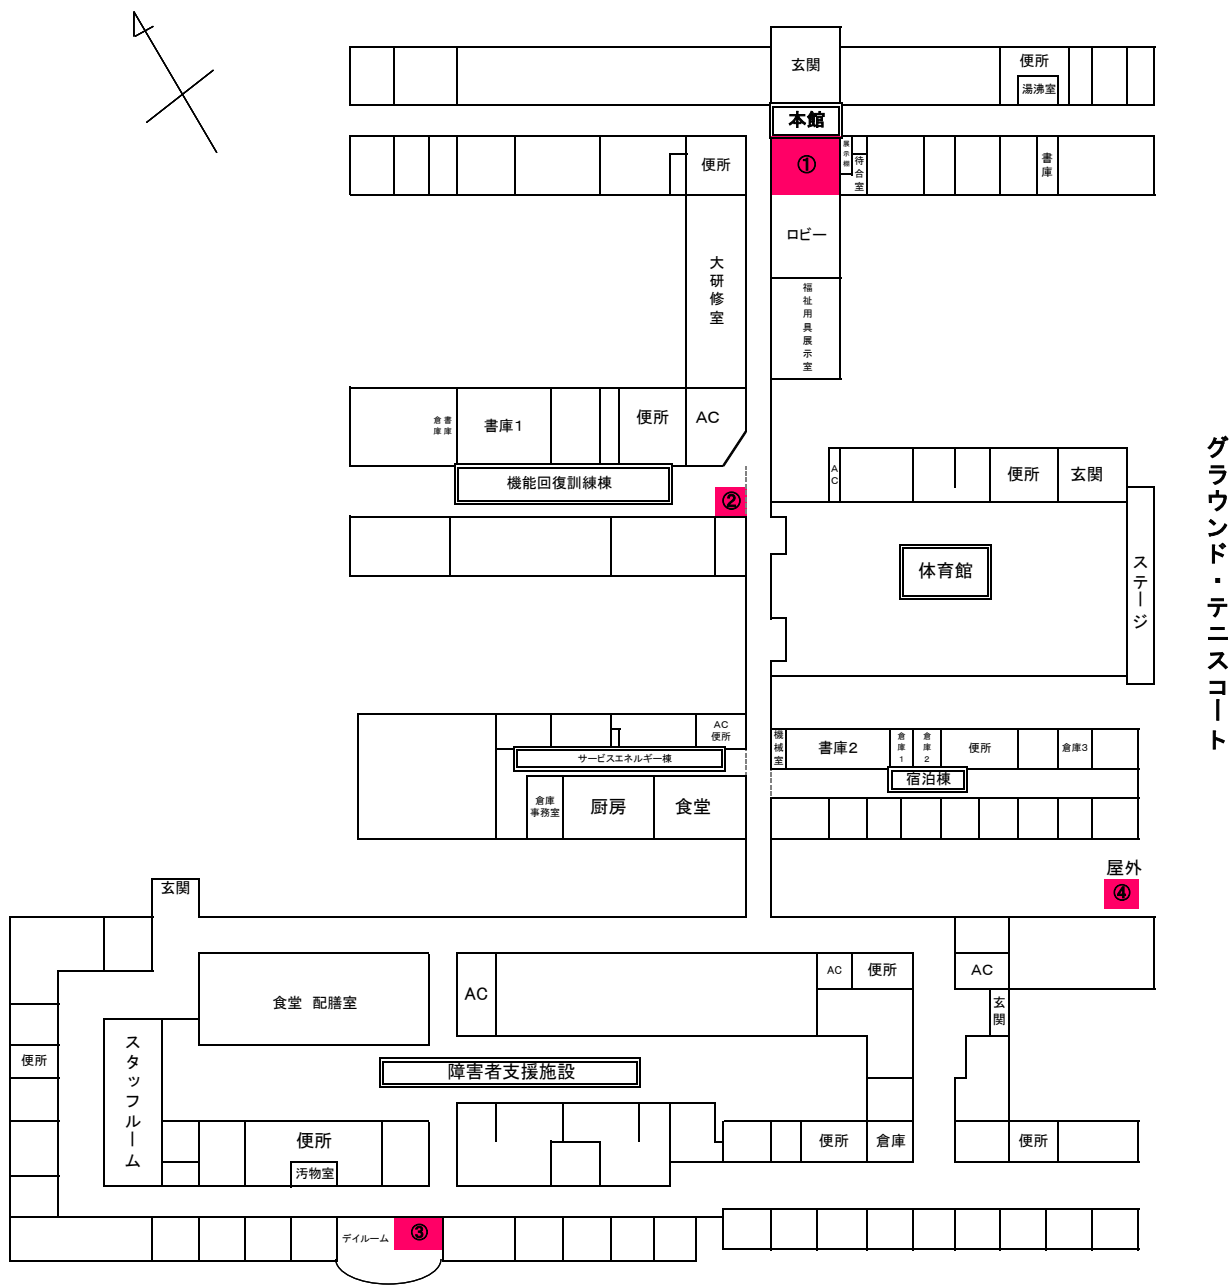 玄関
便所
湯沸室
本館
①
展示棚
待合室
書庫
便所
ロビー
大研修室
福祉用具展示室
倉庫
書庫
書庫1
便所
AC
機能回復訓練棟
②
AC
便所
玄関
体育館
ステージ
グラウンド・テニスコート
AC
便所
サービスエネルギー棟
倉庫
事務室
厨房
食堂
機械室
書庫2
倉庫1
倉庫2
便所
倉庫3
宿泊棟
屋外
④
玄関
食堂 配膳室
AC
AC
便所
AC
玄関
便所
スタッフルーム
障害者支援施設
便所
汚物室
便所
倉庫
便所
デイルーム
③